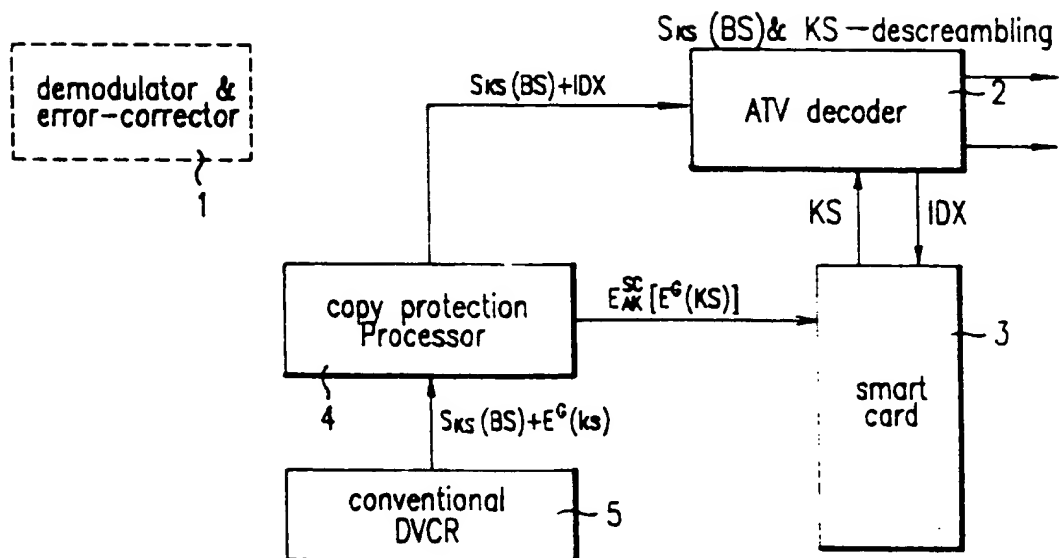 SKS(BS)& KS-descreambling
demodulator &
error-corrector
1
SKS(BS)+IDX
ATV decoder
2
KS
IDX
copy protection
Processor
4
E^SC_AK[E^G(KS)]
smart
card
3
SKS(BS)+E^G(ks)
conventional
DVCR
5